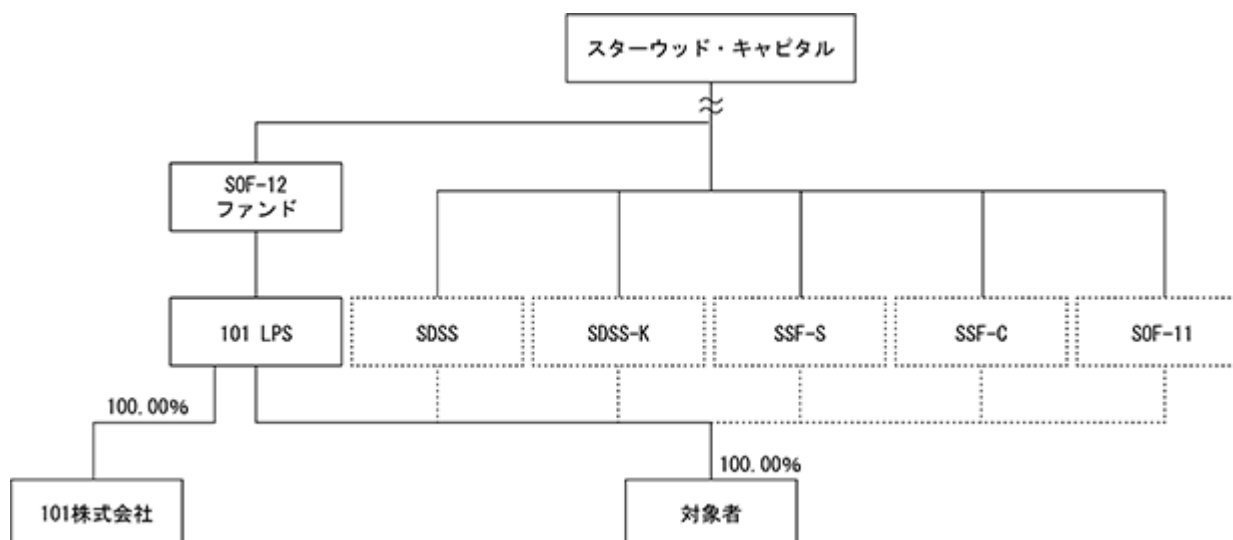 スターウッド・キャピタル
SOF-12
ファンド
101 LPS
SDSS
SDSS-K
SSF-S
SSF-C
SOF-11
100.00%
100.00%
101株式会社
対象者